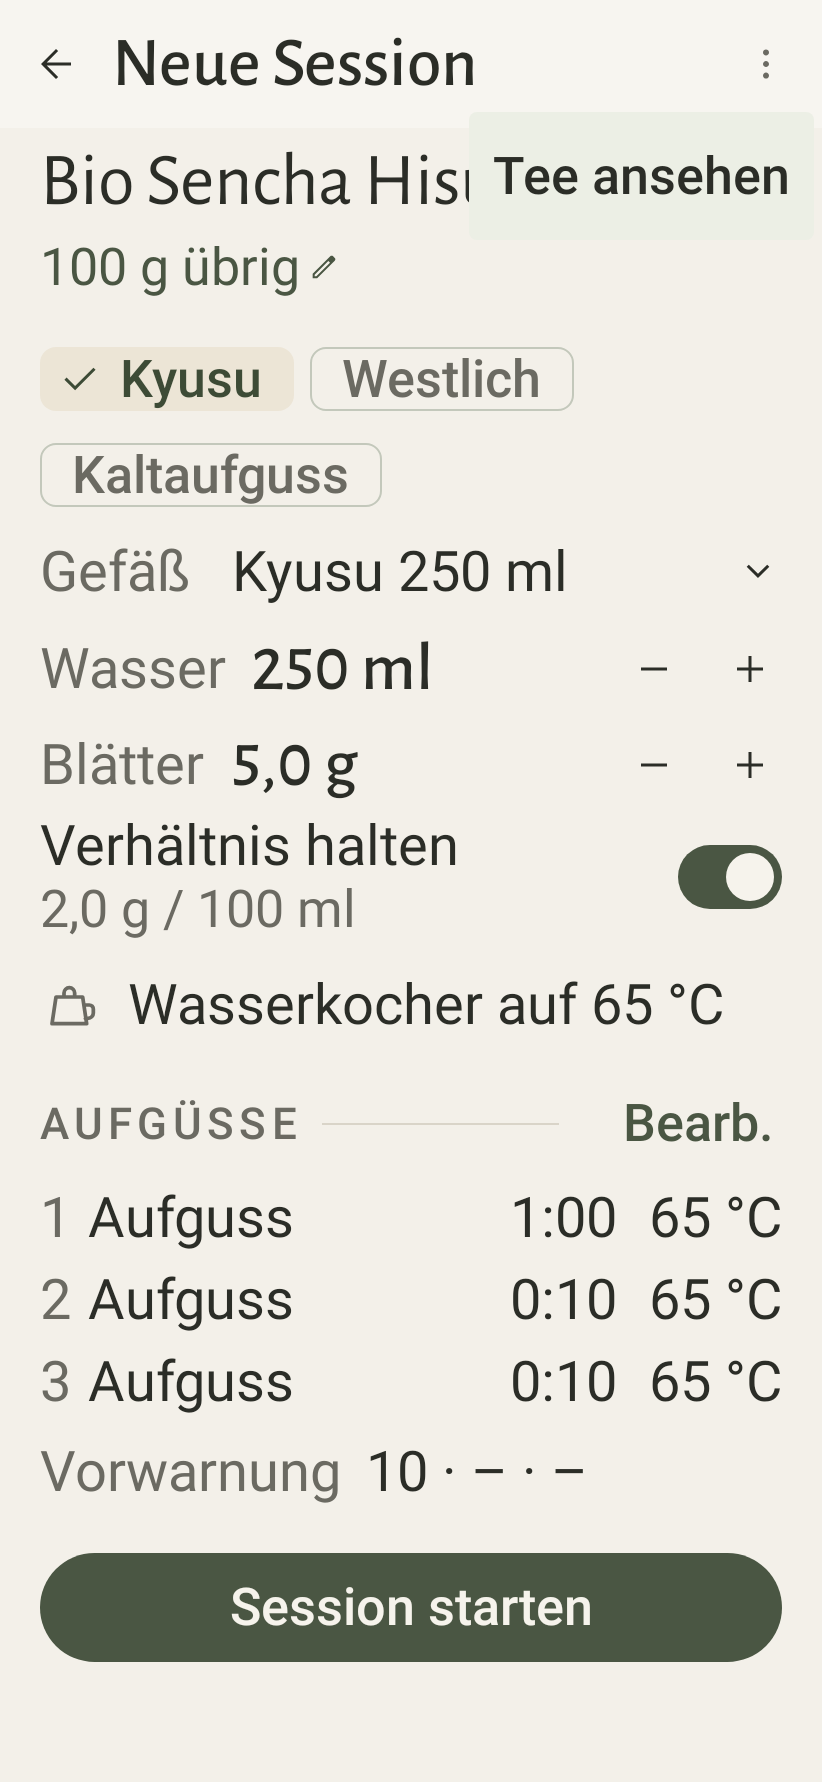 Neue Session
Bio Sencha
Tee ansehen
100 g übrig
Kyusu
Westlich
Kaltaufguss
Gefäß Kyusu 250 ml
Wasser 250 ml
Blätter 5,0 g
Verhältnis halten
2,0 g / 100 ml
Wasserkocher auf 65 °C
AUFGÜSSE Bearb.
1 Aufguss 1:00 65 °C
2 Aufguss 0:10 65 °C
3 Aufguss 0:10 65 °C
Vorwarnung 10 · – · –
Session starten